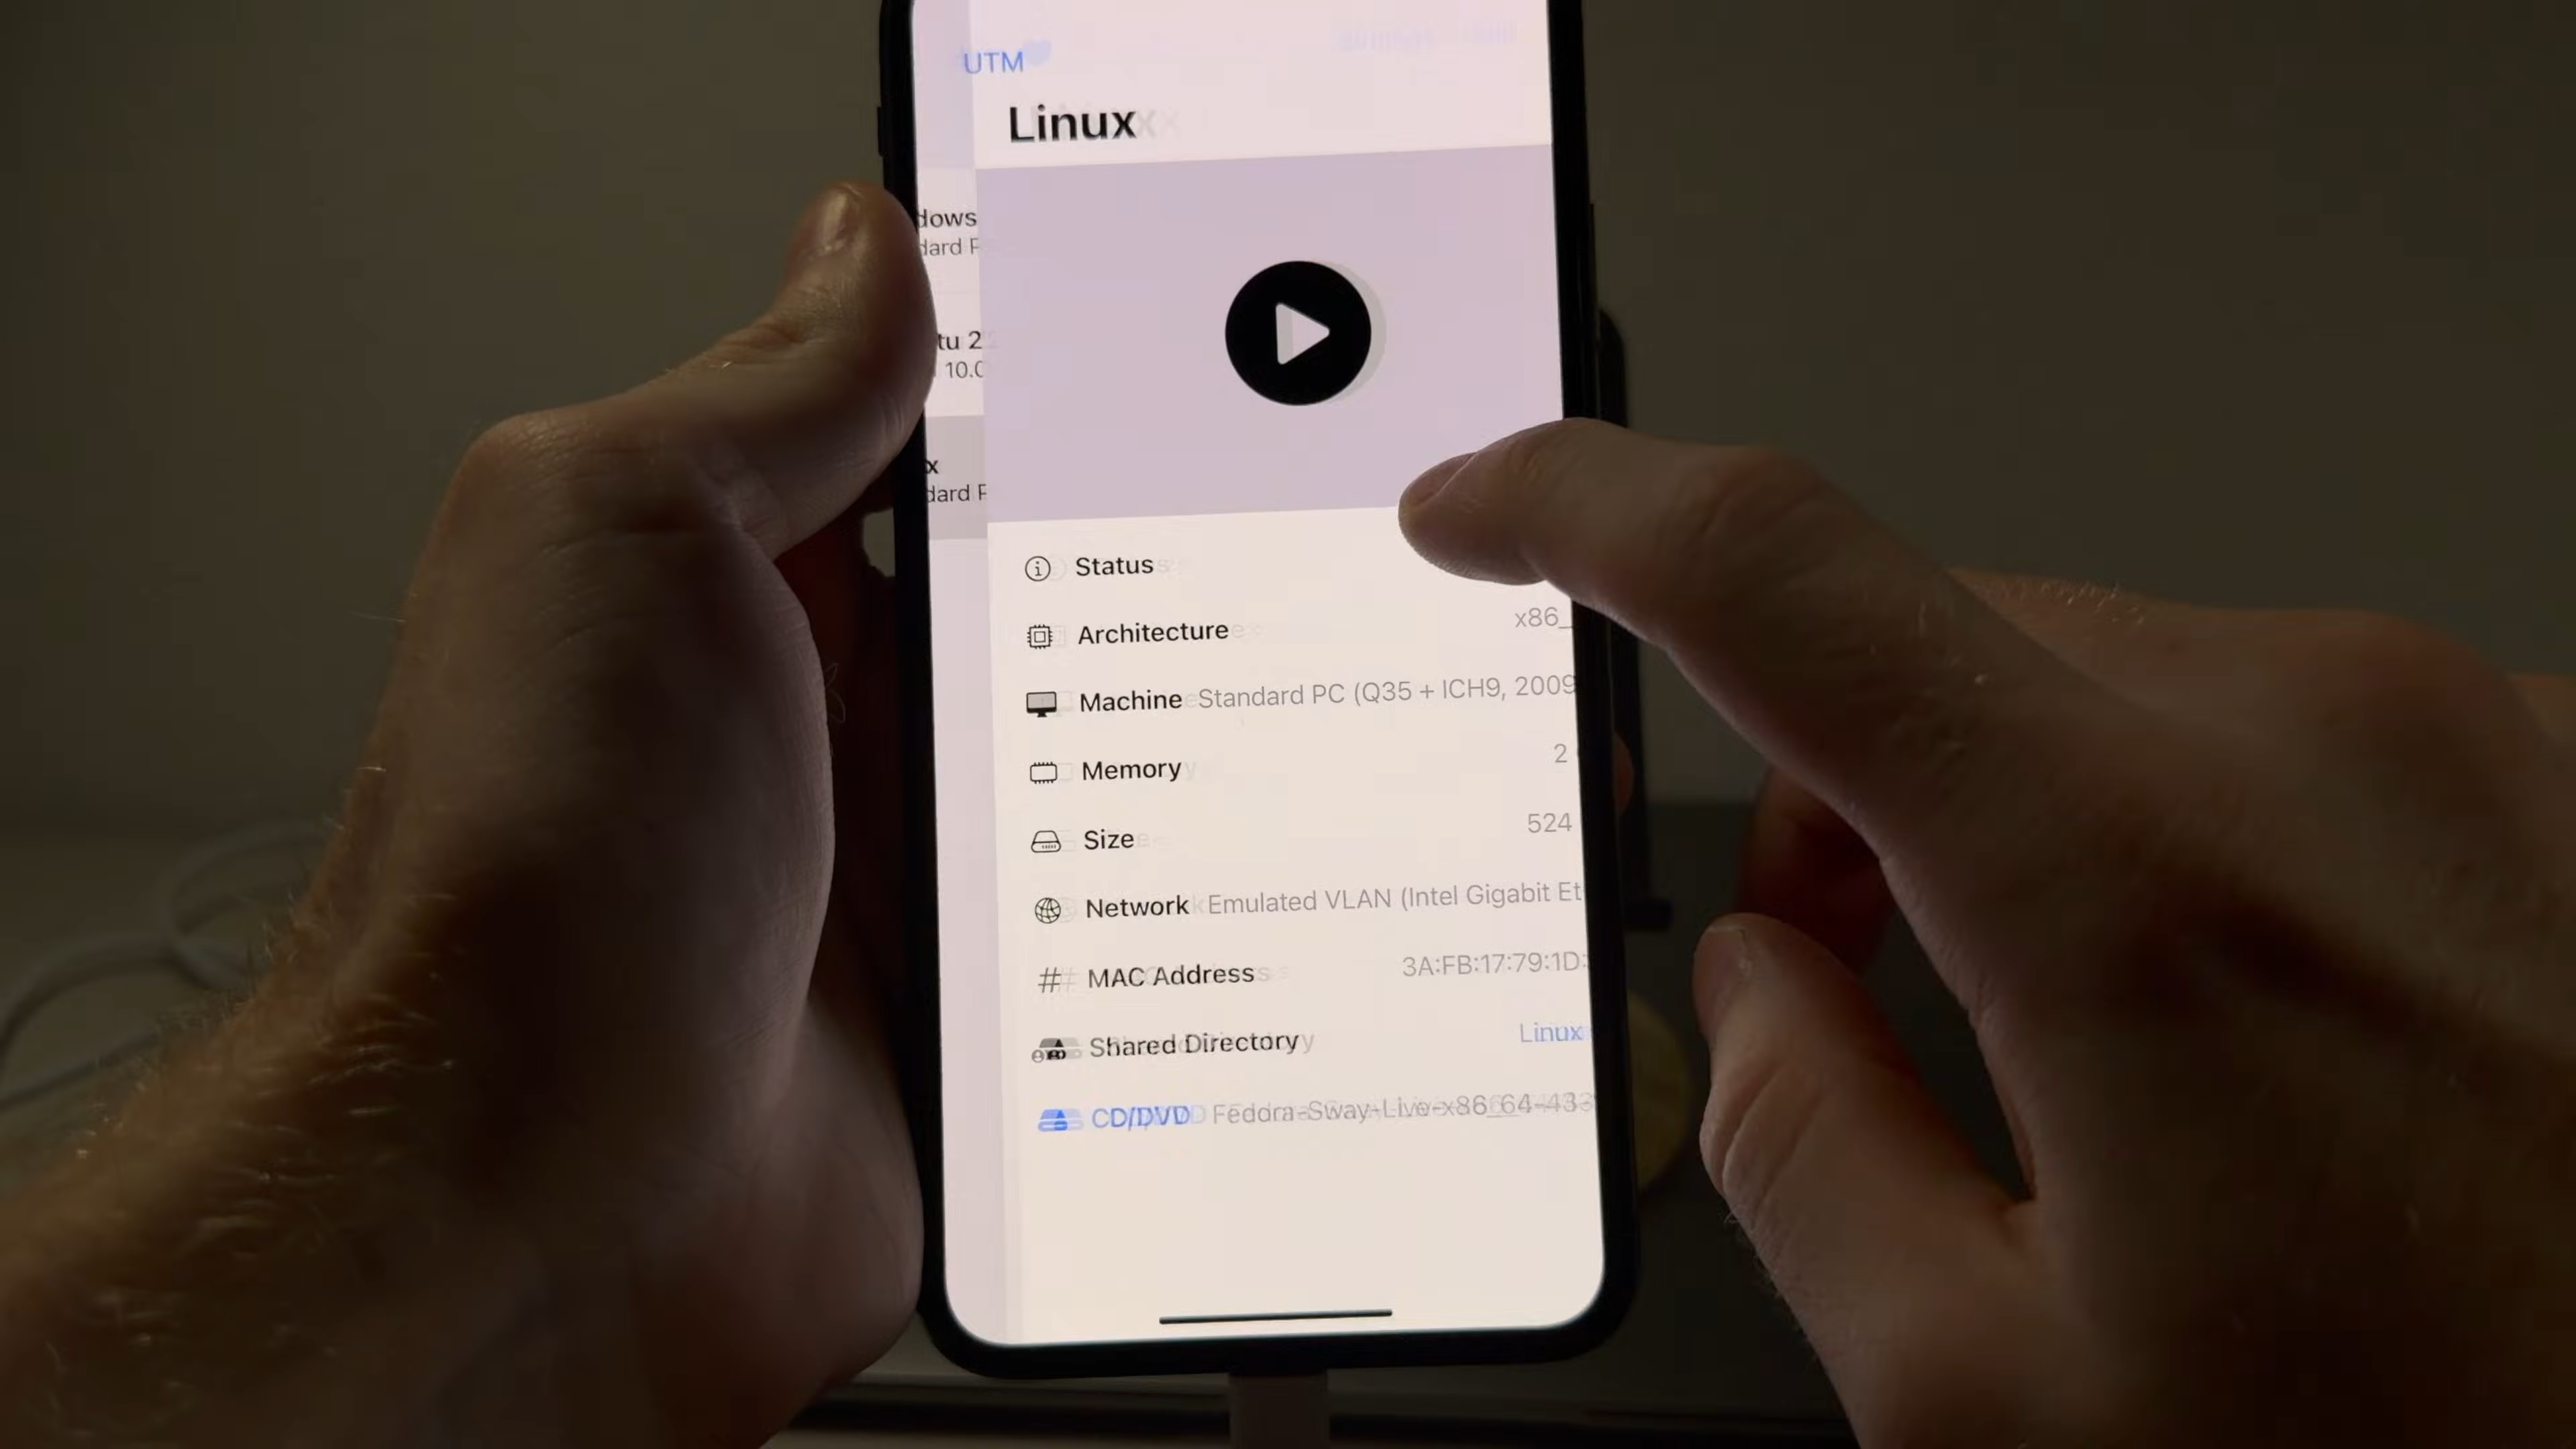 UTM
Linux
dows
dard P
tu 2
10.0
x
dard P
Status
Architecture x86_
Machine Standard PC (Q35 + ICH9, 2009
Memory 2
Size 524
Network Emulated VLAN (Intel Gigabit Et
MAC Address 3A:FB:17:79:1D:
Shared Directory Linux
CD/DVD Fedora-Sway-Live-x86_64-43